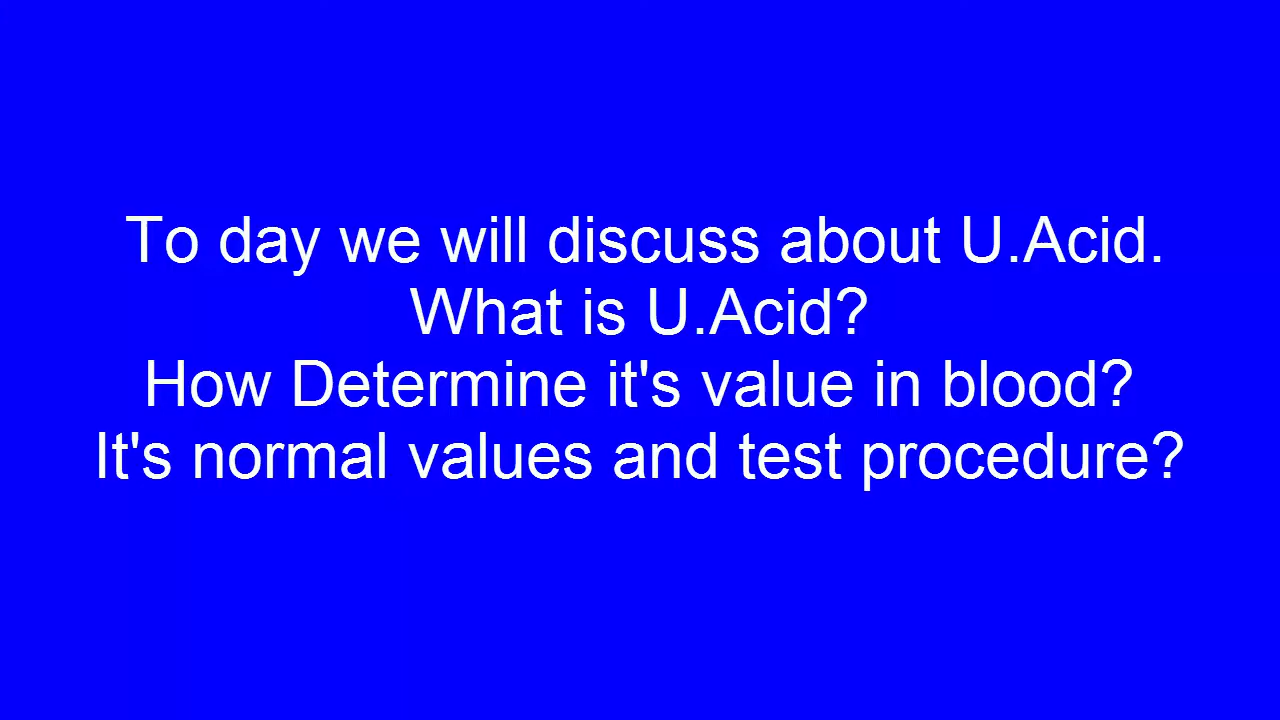 To day we will discuss about U.Acid.
What is U.Acid?
How Determine it's value in blood?
It's normal values and test procedure?